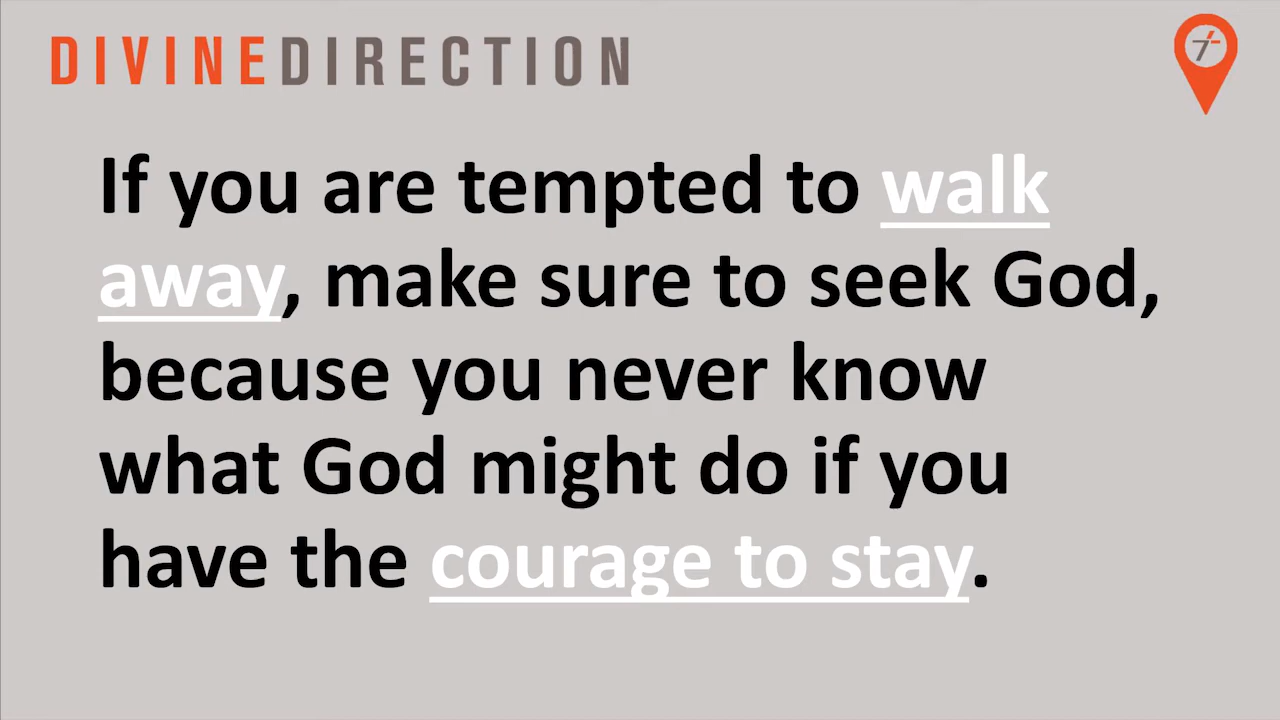 DIVINEDIRECTION
7
If you are tempted to walk
away, make sure to seek God,
because you never know
what God might do if you
have the courage to stay.